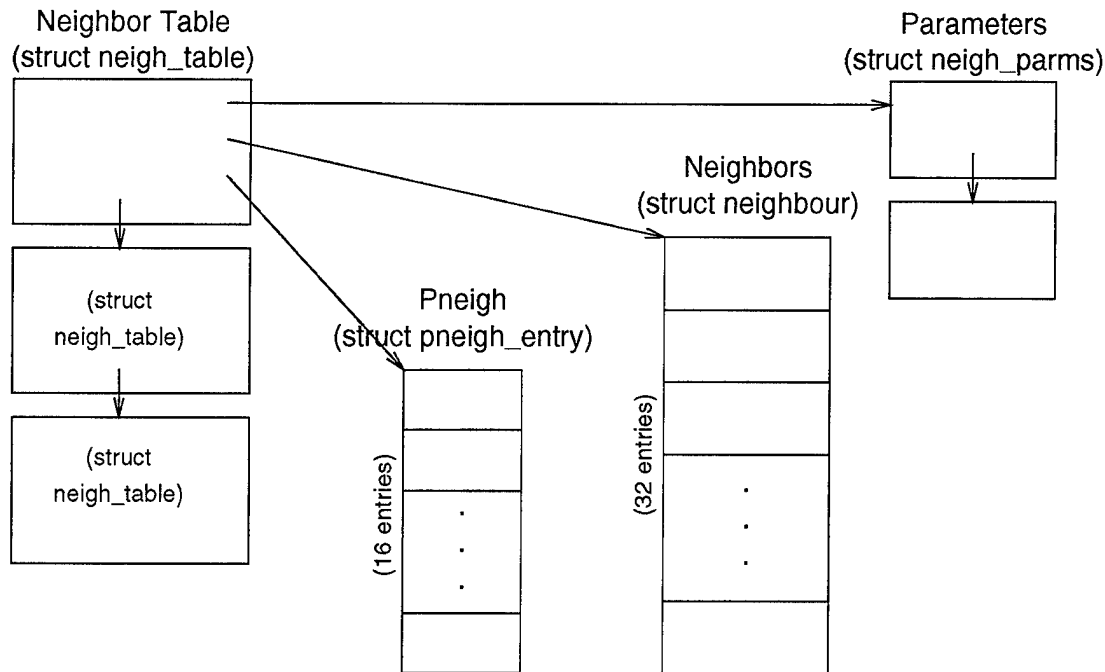 Neighbor Table
(struct neigh_table)
Parameters
(struct neigh_parms)
Neighbors
(struct neighbour)
(struct
neigh_table)
Pneigh
(struct pneigh_entry)
(struct
neigh_table)
(16 entries)
(32 entries)